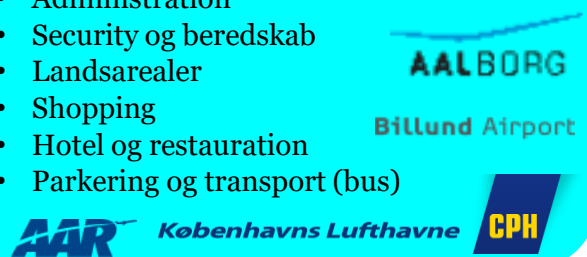 • Administration
• Security og beredskab
• Landsarealer
• Shopping
• Hotel og restauration
• Parkering og transport (bus)
AALBORG
Billund Airport
AAR
Københavns Lufthavne
CPH